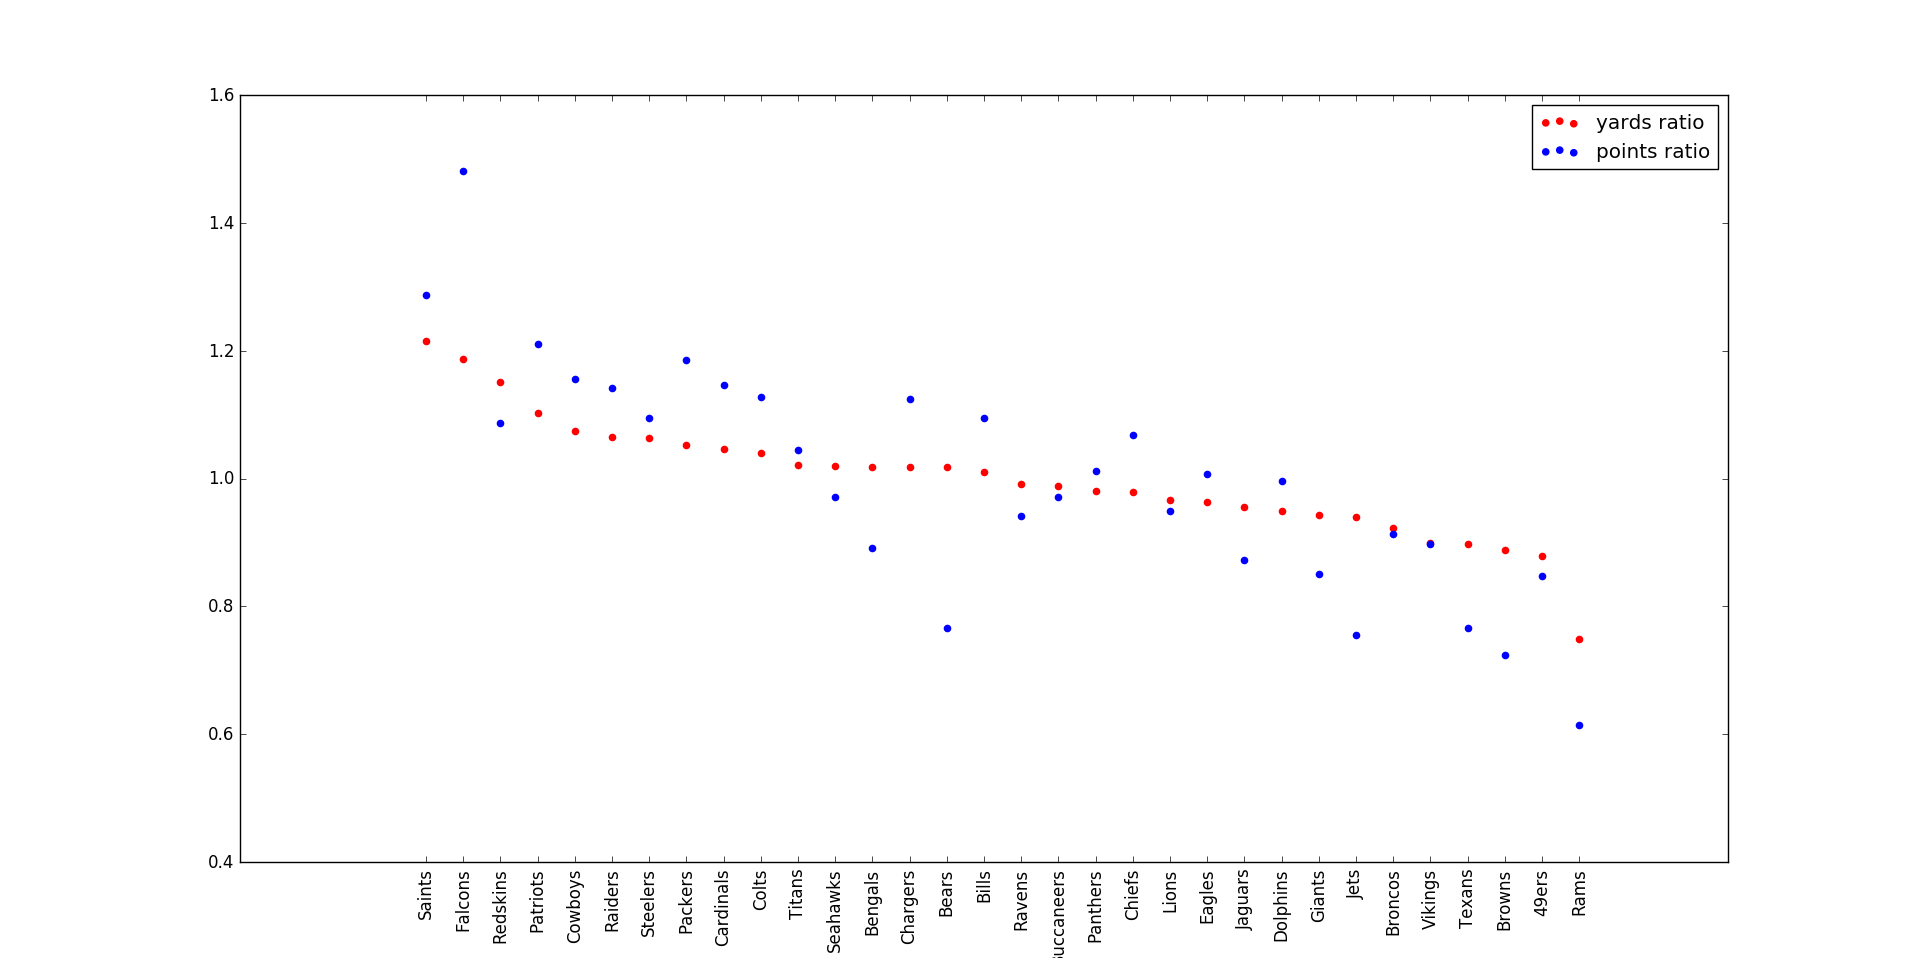 1.6
1.4
1.2
1.0
0.8
0.6
0.4
yards ratio
points ratio
Saints
Falcons
Redskins
Patriots
Cowboys
Raiders
Steelers
Packers
Cardinals
Colts
Titans
Seahawks
Bengals
Chargers
Bears
Bills
Ravens
Panthers
Chiefs
Lions
Eagles
Jaguars
Dolphins
Giants
Jets
Broncos
Vikings
Texans
Browns
49ers
Rams